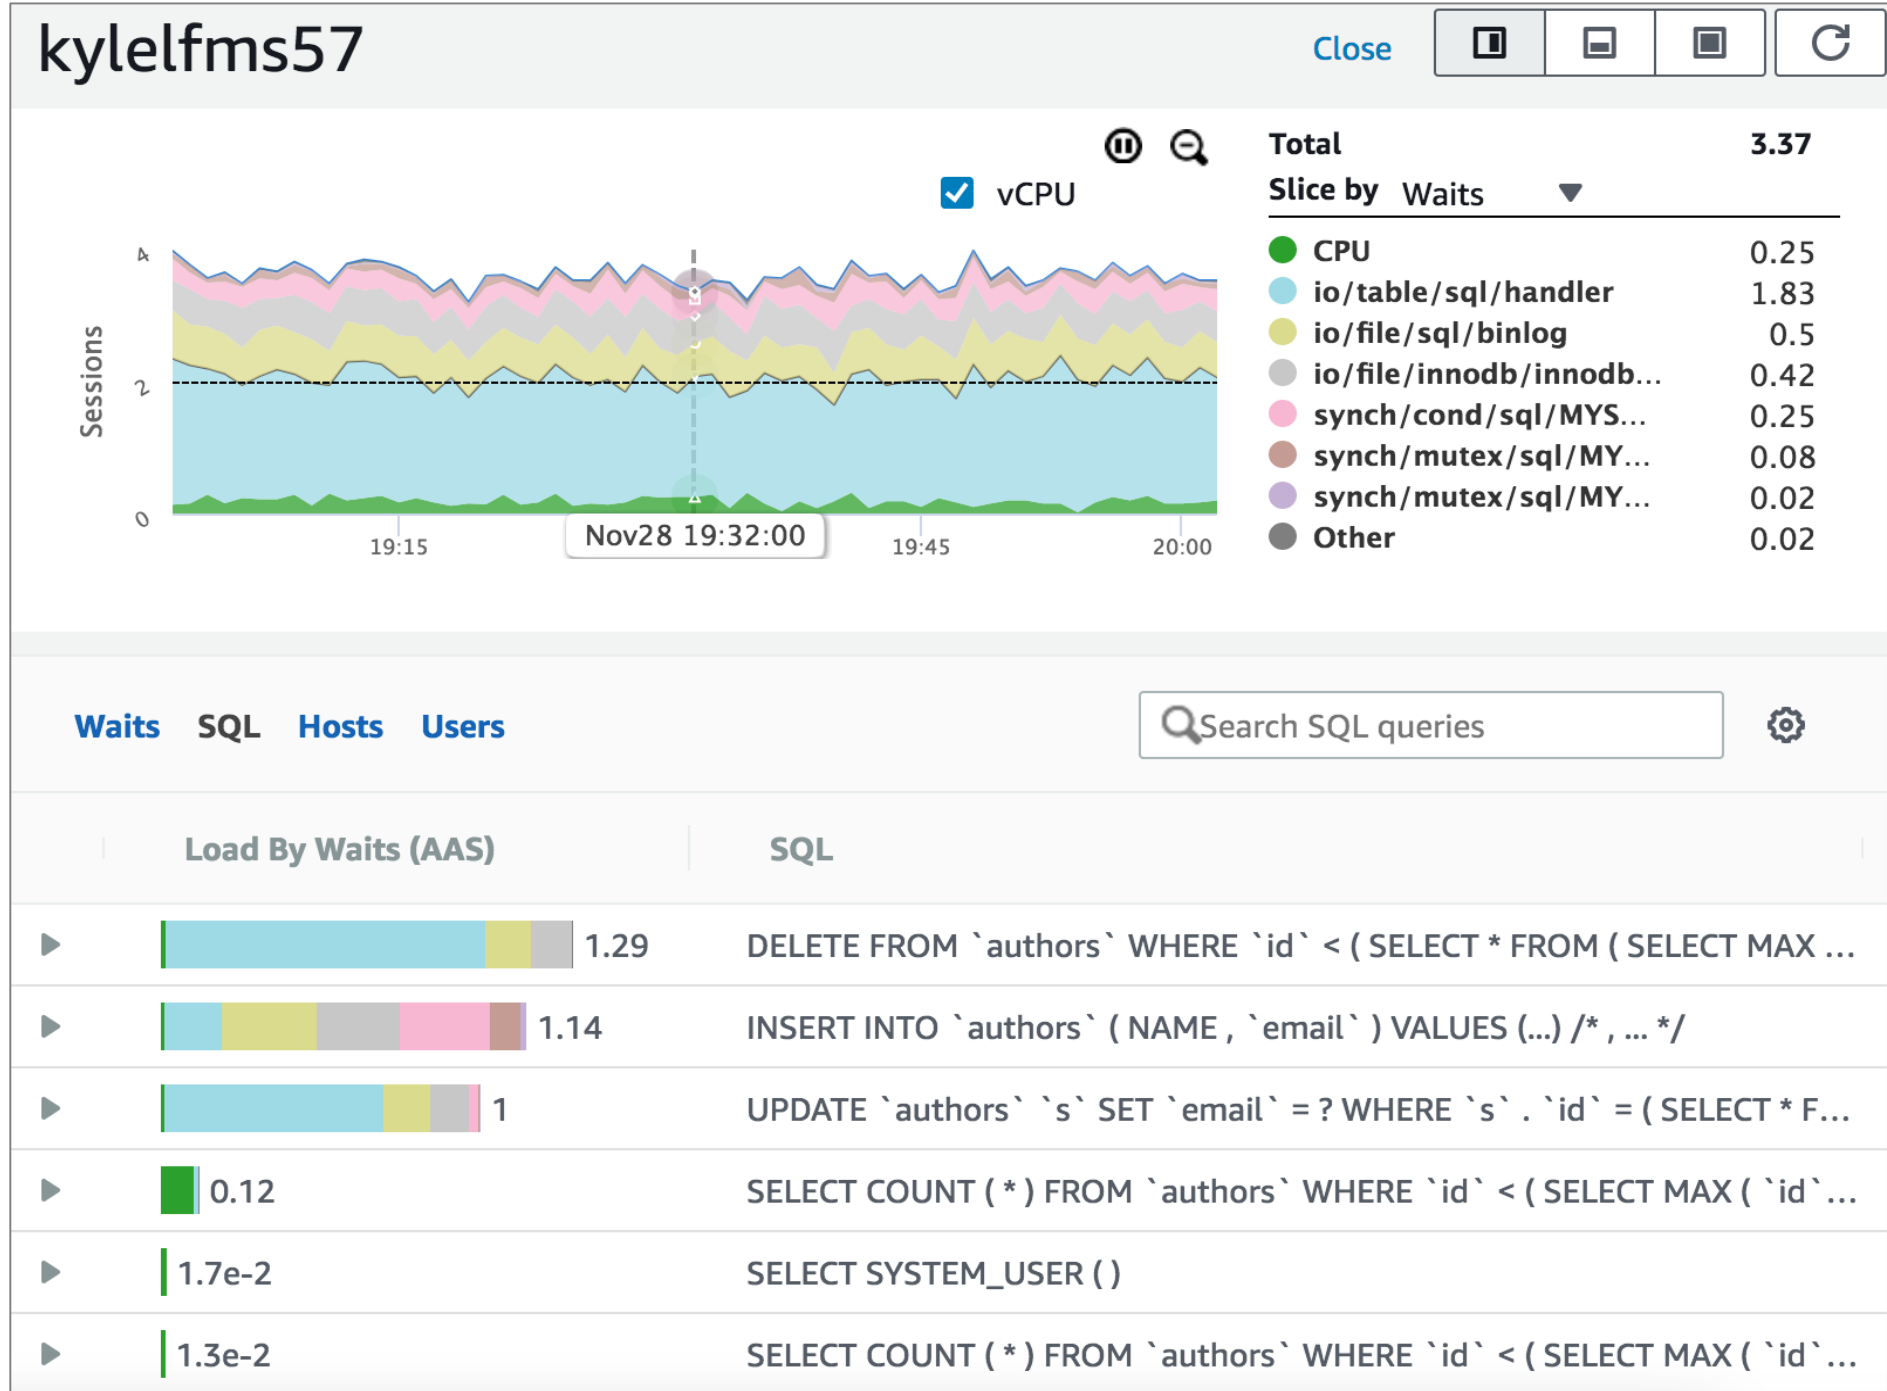 kylelfms57
Close
vCPU
Total 3.37
Slice by Waits
CPU 0.25
io/table/sql/handler 1.83
io/file/sql/binlog 0.5
io/file/innodb/innodb... 0.42
synch/cond/sql/MYS... 0.25
synch/mutex/sql/MY... 0.08
synch/mutex/sql/MY... 0.02
Other 0.02
Sessions
4
2
0
19:15
Nov28 19:32:00
19:45
20:00
Waits SQL Hosts Users
Search SQL queries
Load By Waits (AAS) SQL
1.29 DELETE FROM `authors` WHERE `id` < ( SELECT * FROM ( SELECT MAX ...
1.14 INSERT INTO `authors` ( NAME , `email` ) VALUES (...) /* , ... */
1 UPDATE `authors` `s` SET `email` = ? WHERE `s` . `id` = ( SELECT * F...
0.12 SELECT COUNT ( * ) FROM `authors` WHERE `id` < ( SELECT MAX ( `id`...
1.7e-2 SELECT SYSTEM_USER ( )
1.3e-2 SELECT COUNT ( * ) FROM `authors` WHERE `id` < ( SELECT MAX ( `id`...